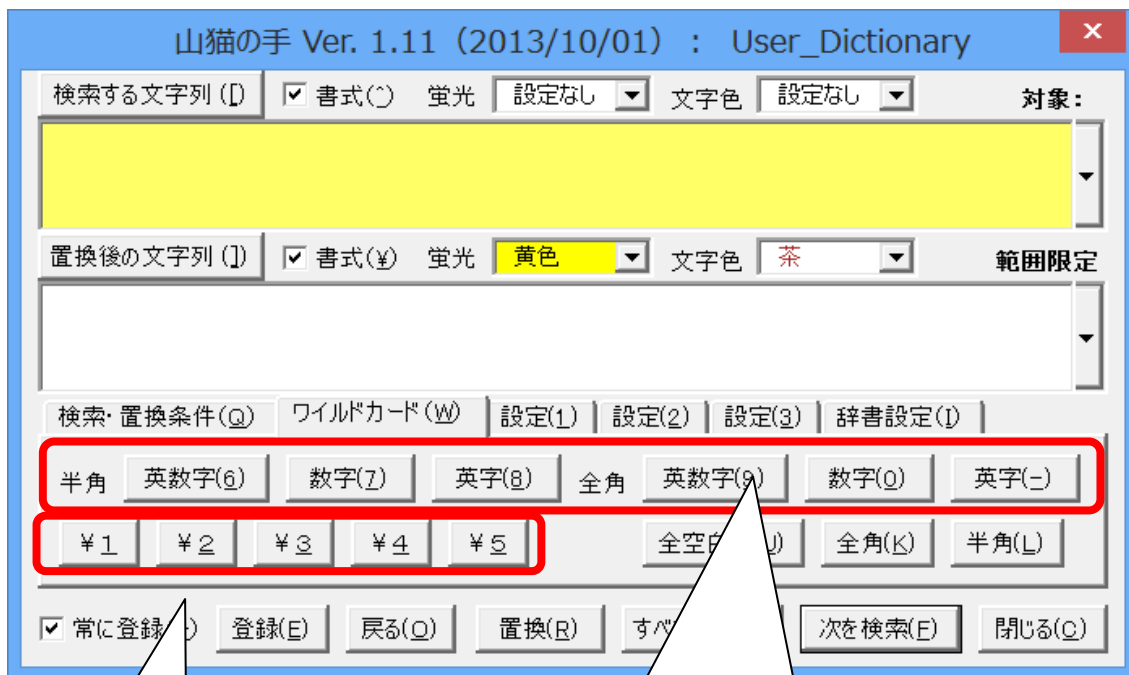 山猫の手 Ver. 1.11（2013/10/01）： User_Dictionary
検索する文字列([) 書式(^) 蛍光 設定なし 文字色 設定なし 対象：
置換後の文字列(]) 書式(¥) 蛍光 黄色 文字色 茶 範囲限定
検索・置換条件(Q) ワイルドカード(W) 設定(1) 設定(2) 設定(3) 辞書設定(I)
半角 英数字(6) 数字(7) 英字(8) 全角 英数字(9) 数字(0) 英字(-)
¥1 ¥2 ¥3 ¥4 ¥5 全空白 全角(K) 半角(L)
常に登録 登録(E) 戻る(O) 置換(R) 次を検索(F) 閉じる(C)